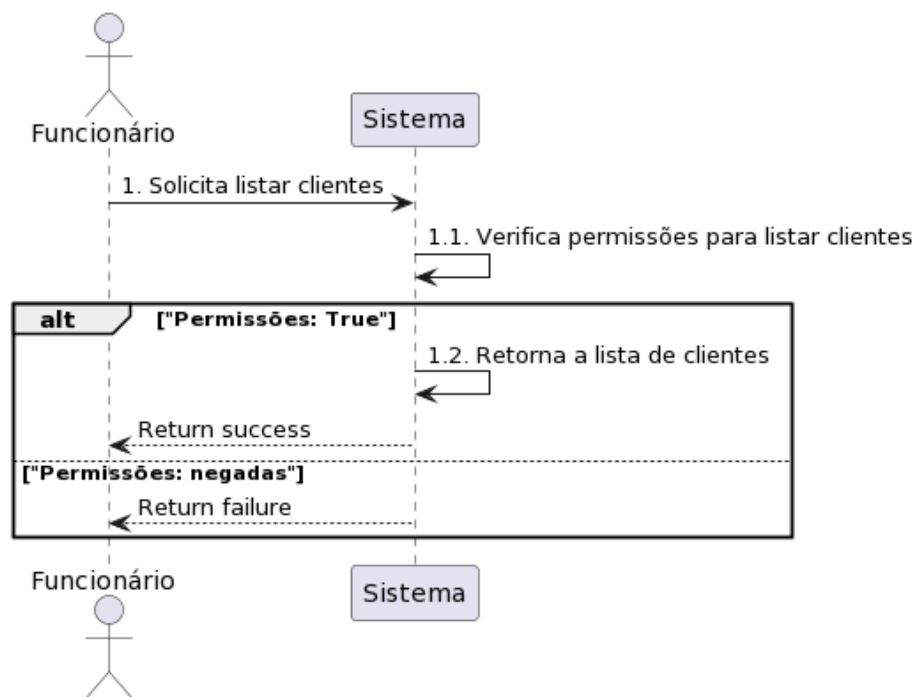 Funcionário
Sistema
1. Solicita listar clientes
1.1. Verifica permissões para listar clientes
alt ["Permissões: True"]
1.2. Retorna a lista de clientes
Return success
["Permissões: negadas"]
Return failure
Funcionário
Sistema